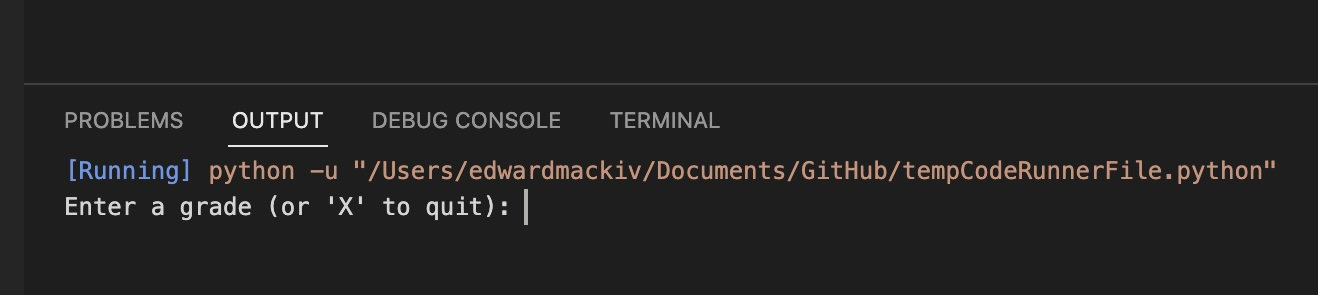 PROBLEMS OUTPUT DEBUG CONSOLE TERMINAL
[Running] python -u "/Users/edwardmackiv/Documents/GitHub/tempCodeRunnerFile.python"
Enter a grade (or 'X' to quit):